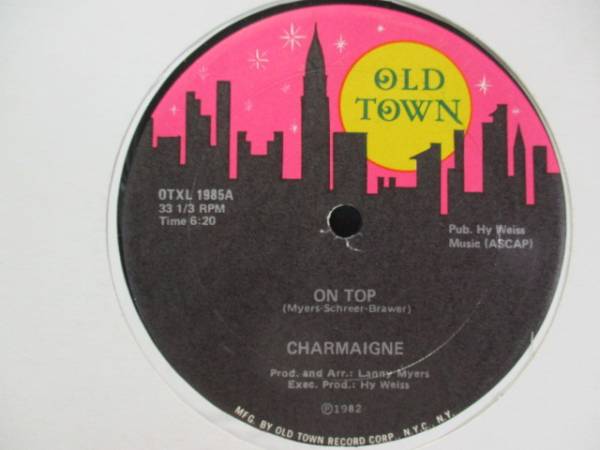 OLD
TOWN
OTXL 1985A
33 1/3 RPM
Time 6:20
Pub. Hy Weiss
Music (ASCAP)
ON TOP
(Myers-Schreer-Brawer)
CHARMAIGNE
Prod. and Arr.: Lanny Myers
Exec. Prod.: Hy Weiss
℗1982
MFG. BY OLD TOWN RECORD CORP., N.Y.C., N.Y.